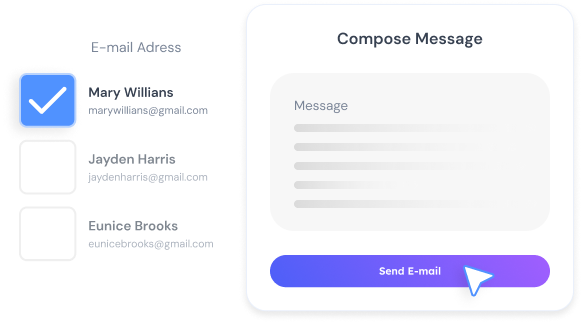 E-mail Adress
Mary Willians
marywillians@gmail.com
Jayden Harris
jaydenharris@gmail.com
Eunice Brooks
eunicebrooks@gmail.com
Compose Message
Message
Send E-mail